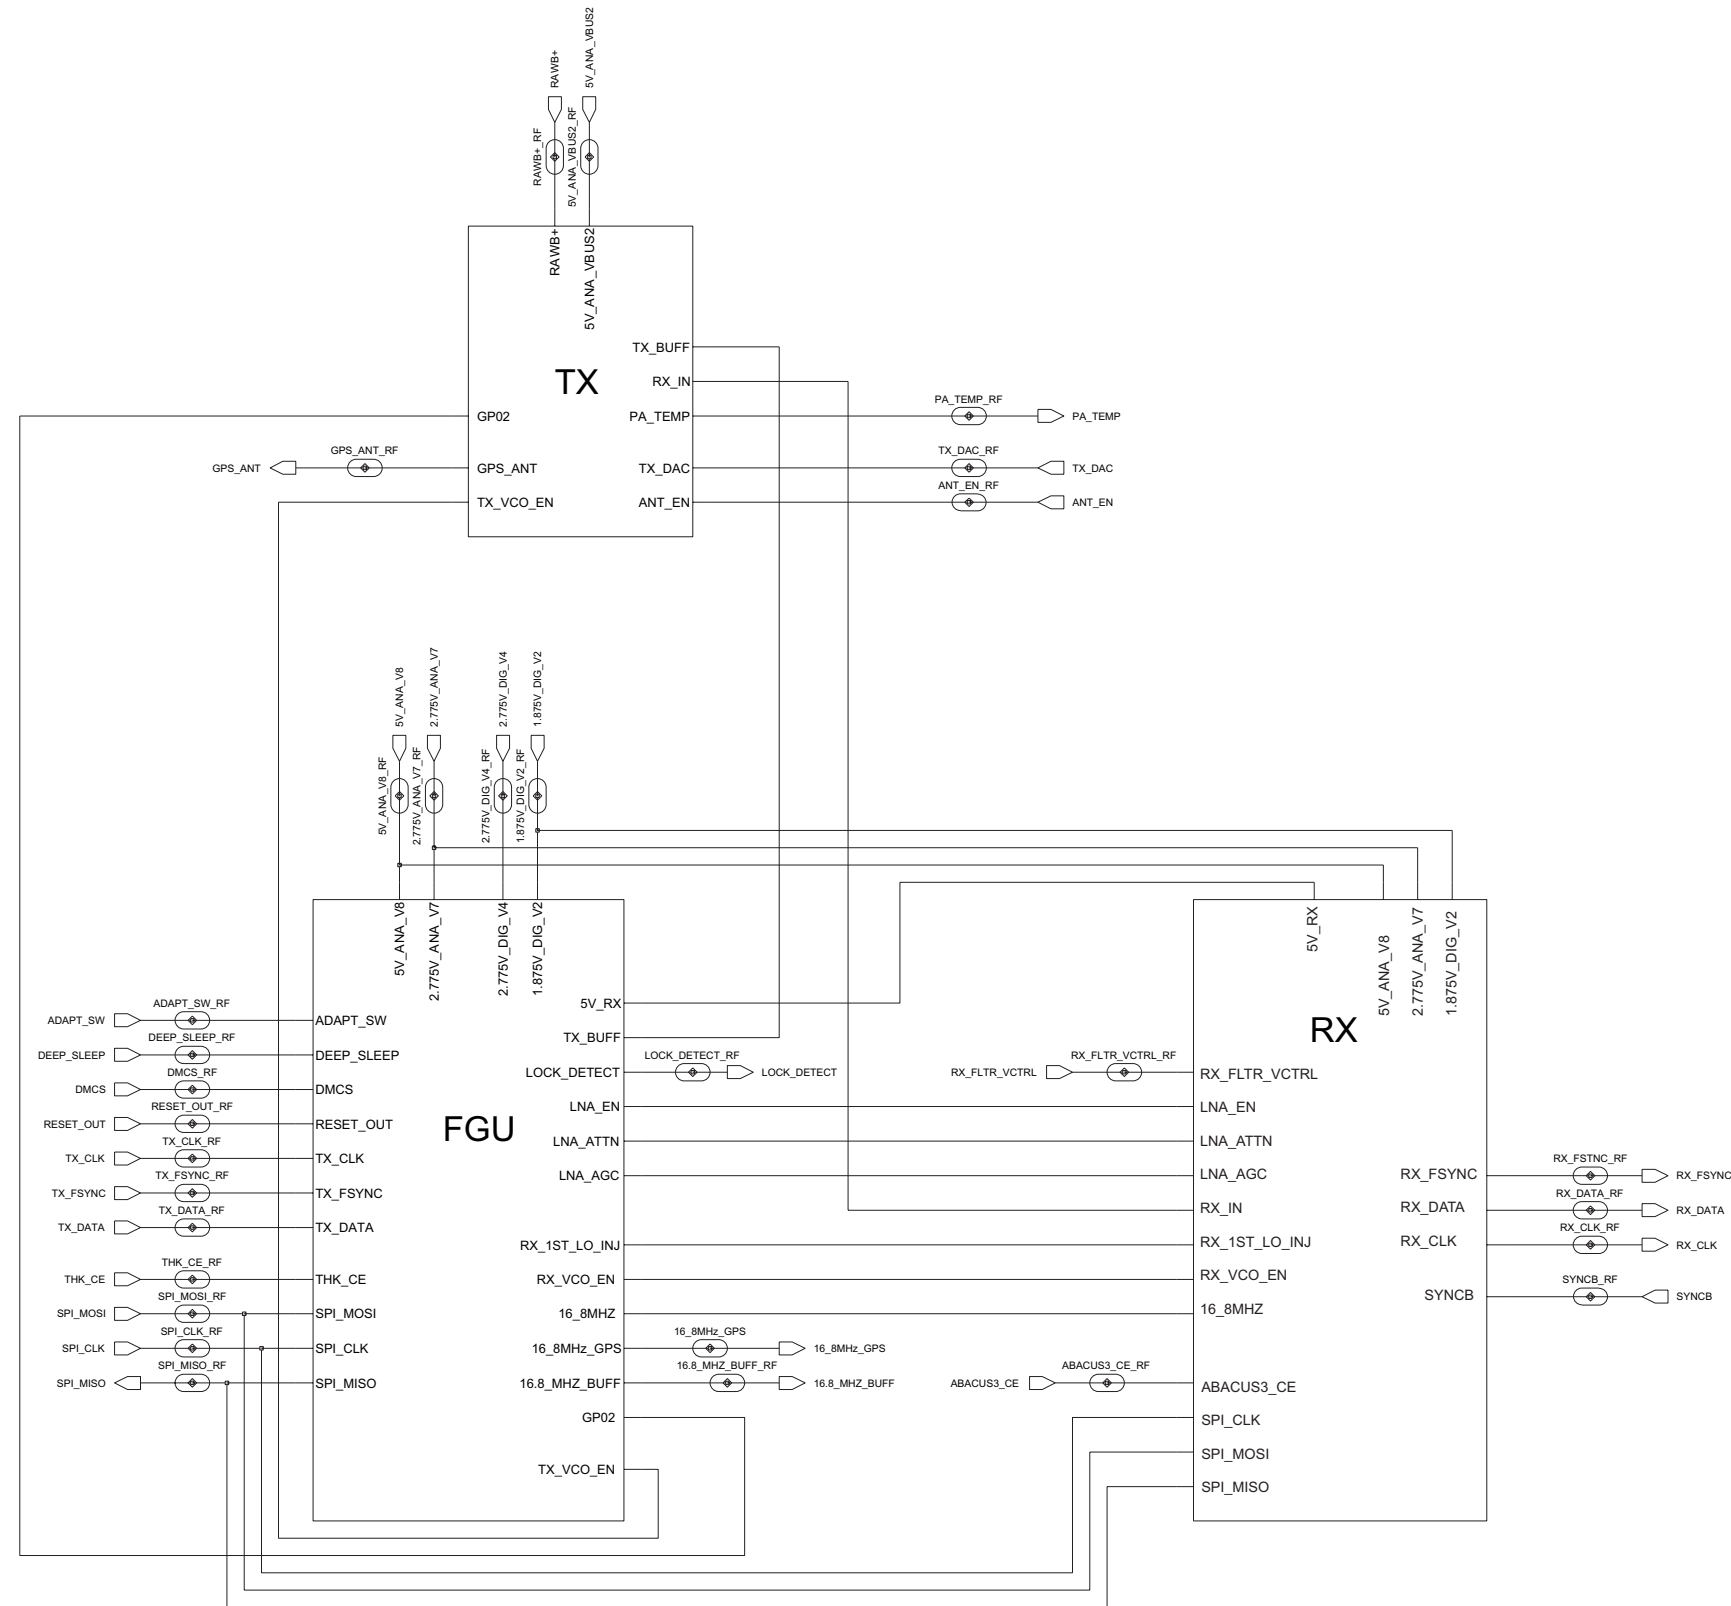 RAWB+
5V_ANA_VBUS2
RAWB+_RF
5V_ANA_VBUS2_RF
RAWB+
5V_ANA_VBUS2
TX
TX_BUFF
RX_IN
GP02
PA_TEMP
PA_TEMP_RF
PA_TEMP
GPS_ANT
GPS_ANT_RF
GPS_ANT
TX_DAC
TX_DAC_RF
TX_DAC
TX_VCO_EN
ANT_EN
ANT_EN_RF
ANT_EN
5V_ANA_V8
2.775V_ANA_V7
2.775V_DIG_V4
1.875V_DIG_V2
5V_ANA_V8_RF
2.775V_ANA_V7_RF
2.775V_DIG_V4_RF
1.875V_DIG_V2_RF
5V_ANA_V8
2.775V_ANA_V7
2.775V_DIG_V4
1.875V_DIG_V2
FGU
ADAPT_SW
ADAPT_SW_RF
ADAPT_SW
DEEP_SLEEP
DEEP_SLEEP_RF
DEEP_SLEEP
DMCS
DMCS_RF
DMCS
RESET_OUT
RESET_OUT_RF
RESET_OUT
TX_CLK
TX_CLK_RF
TX_CLK
TX_FSYNC
TX_FSYNC_RF
TX_FSYNC
TX_DATA
TX_DATA_RF
TX_DATA
THK_CE
THK_CE_RF
THK_CE
SPI_MOSI
SPI_MOSI_RF
SPI_MOSI
SPI_CLK
SPI_CLK_RF
SPI_CLK
SPI_MISO
SPI_MISO_RF
SPI_MISO
5V_RX
TX_BUFF
LOCK_DETECT
LOCK_DETECT_RF
LOCK_DETECT
LNA_EN
LNA_ATTN
LNA_AGC
RX_1ST_LO_INJ
RX_VCO_EN
16_8MHZ
16_8MHz_GPS
16_8MHz_GPS
16_8MHz_GPS
16.8_MHZ_BUFF
16.8_MHZ_BUFF_RF
16.8_MHZ_BUFF
GP02
TX_VCO_EN
5V_RX
5V_ANA_V8
2.775V_ANA_V7
1.875V_DIG_V2
RX
RX_FLTR_VCTRL
RX_FLTR_VCTRL_RF
RX_FLTR_VCTRL
LNA_EN
LNA_ATTN
LNA_AGC
RX_IN
RX_1ST_LO_INJ
RX_VCO_EN
16_8MHZ
ABACUS3_CE
ABACUS3_CE_RF
ABACUS3_CE
SPI_CLK
SPI_MOSI
SPI_MISO
RX_FSYNC
RX_FSTNC_RF
RX_FSYNC
RX_DATA
RX_DATA_RF
RX_DATA
RX_CLK
RX_CLK_RF
RX_CLK
SYNCB
SYNCB_RF
SYNCB